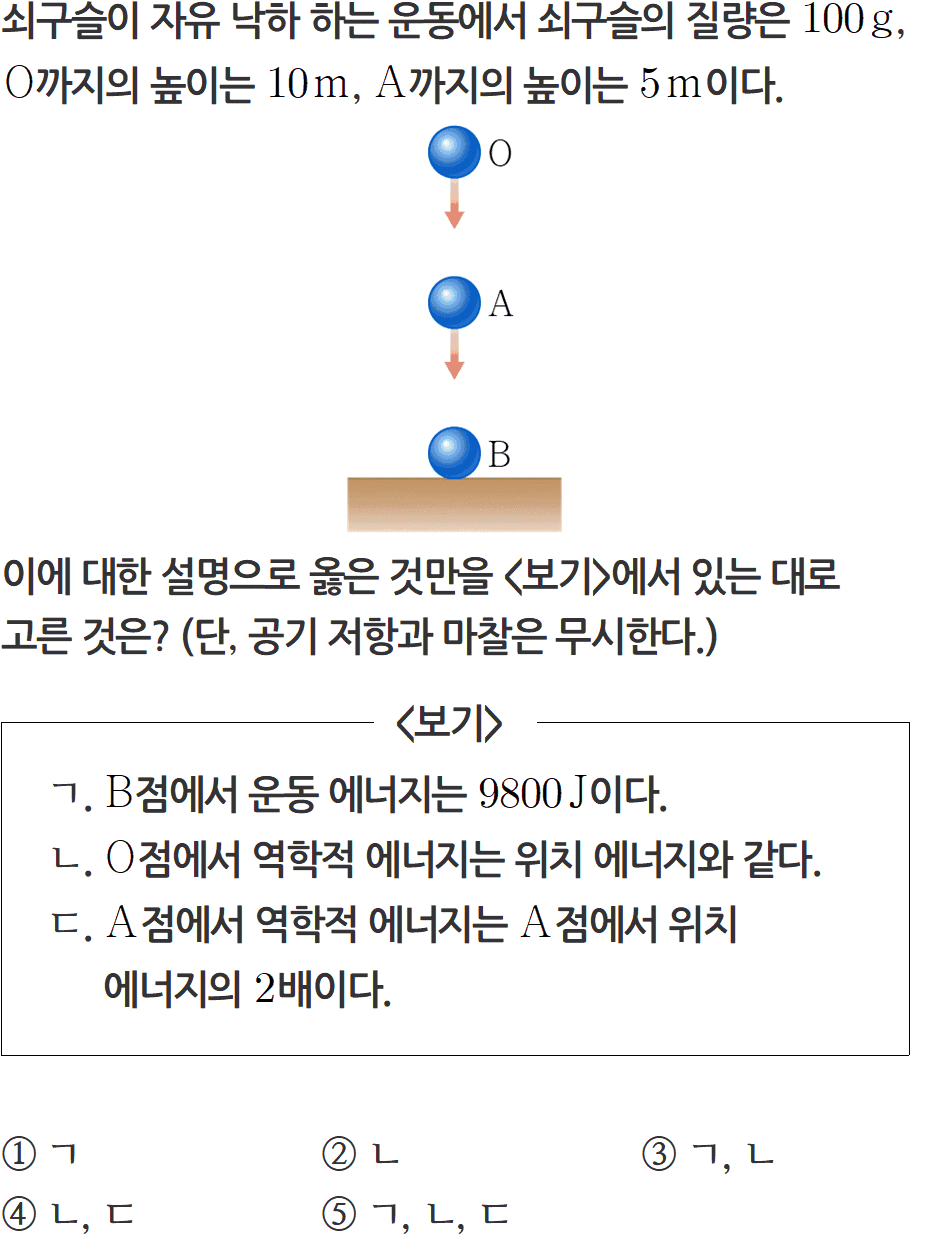 쇠구슬이 자유 낙하 하는 운동에서 쇠구슬의 질량은 100 g,
O까지의 높이는 10 m, A까지의 높이는 5 m이다.
O
A
B
이에 대한 설명으로 옳은 것만을 <보기>에서 있는 대로
고른 것은? (단, 공기 저항과 마찰은 무시한다.)
<보기>
ㄱ. B점에서 운동 에너지는 9800 J이다.
ㄴ. O점에서 역학적 에너지는 위치 에너지와 같다.
ㄷ. A점에서 역학적 에너지는 A점에서 위치
에너지의 2배이다.
① ㄱ ② ㄴ ③ ㄱ, ㄴ
④ ㄴ, ㄷ ⑤ ㄱ, ㄴ, ㄷ